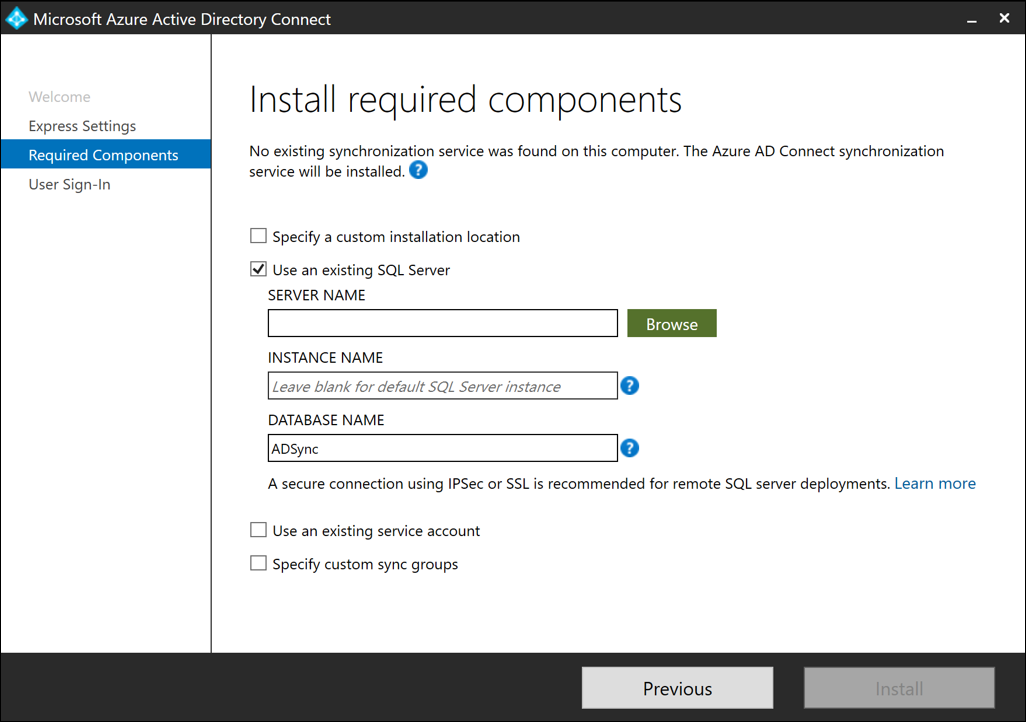 Microsoft Azure Active Directory Connect
Welcome
Express Settings
Required Components
User Sign-In
Install required components
No existing synchronization service was found on this computer. The Azure AD Connect synchronization
service will be installed. ?
Specify a custom installation location
Use an existing SQL Server
SERVER NAME
Browse
INSTANCE NAME
Leave blank for default SQL Server instance ?
DATABASE NAME
ADSync ?
A secure connection using IPSec or SSL is recommended for remote SQL server deployments. Learn more
Use an existing service account
Specify custom sync groups
Previous
Install